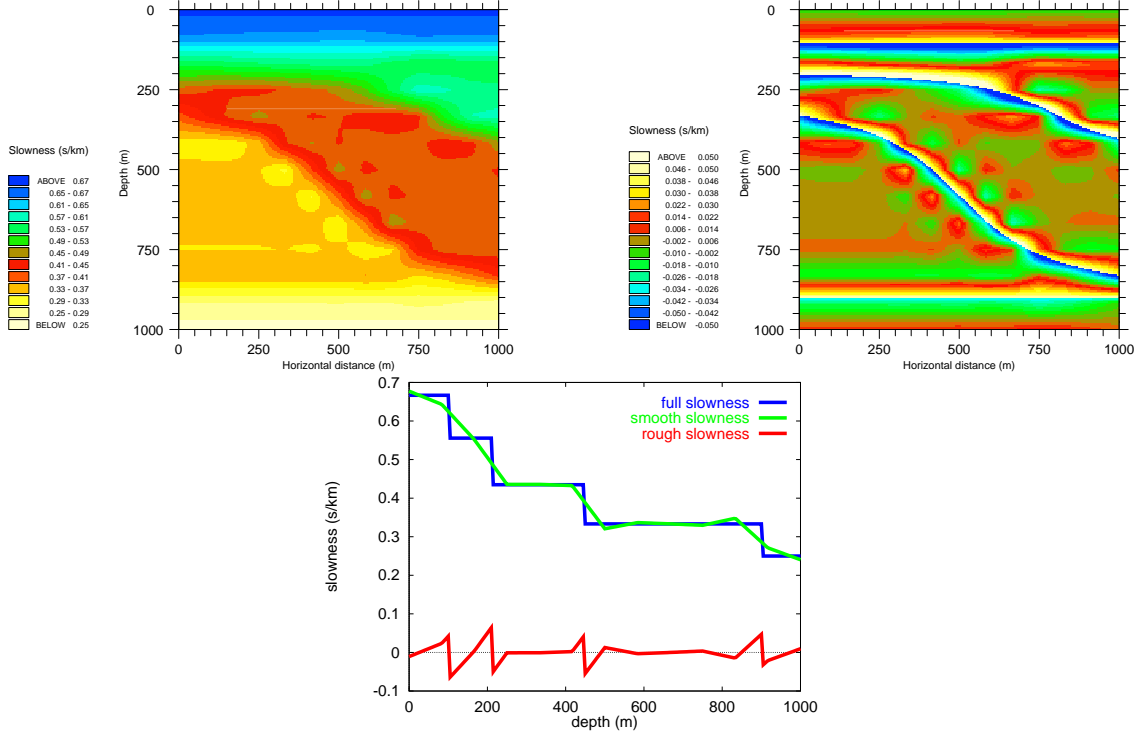 0
250
500
750
1000
Depth (m)
0 250 500 750 1000
Horizontal distance (m)
Slowness (s/km)
ABOVE 0.67
0.65 - 0.67
0.61 - 0.65
0.57 - 0.61
0.53 - 0.57
0.49 - 0.53
0.45 - 0.49
0.41 - 0.45
0.37 - 0.41
0.33 - 0.37
0.29 - 0.33
0.25 - 0.29
BELOW 0.25
0
250
500
750
1000
Depth (m)
0 250 500 750 1000
Horizontal distance (m)
Slowness (s/km)
ABOVE 0.050
0.046 - 0.050
0.038 - 0.046
0.030 - 0.038
0.022 - 0.030
0.014 - 0.022
0.006 - 0.014
-0.002 - 0.006
-0.010 - -0.002
-0.018 - -0.010
-0.026 - -0.018
-0.034 - -0.026
-0.042 - -0.034
-0.050 - -0.042
BELOW -0.050
0.7
0.6
0.5
0.4
0.3
0.2
0.1
0
-0.1
slowness (s/km)
full slowness
smooth slowness
rough slowness
0 200 400 600 800 1000
depth (m)